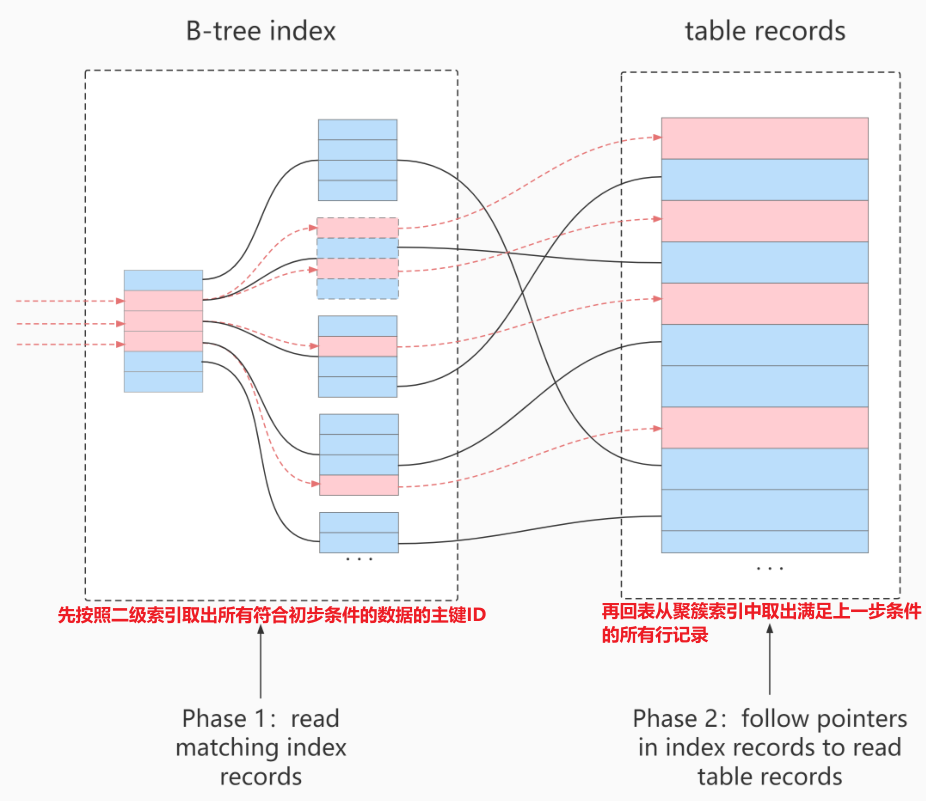 B-tree index
table records
. . .
. . .
先按照二级索引取出所有符合初步条件的数据的主键ID
再回表从聚簇索引中取出满足上一步条件
的所有行记录
Phase 1：read
matching index
records
Phase 2：follow pointers
in index records to read
table records